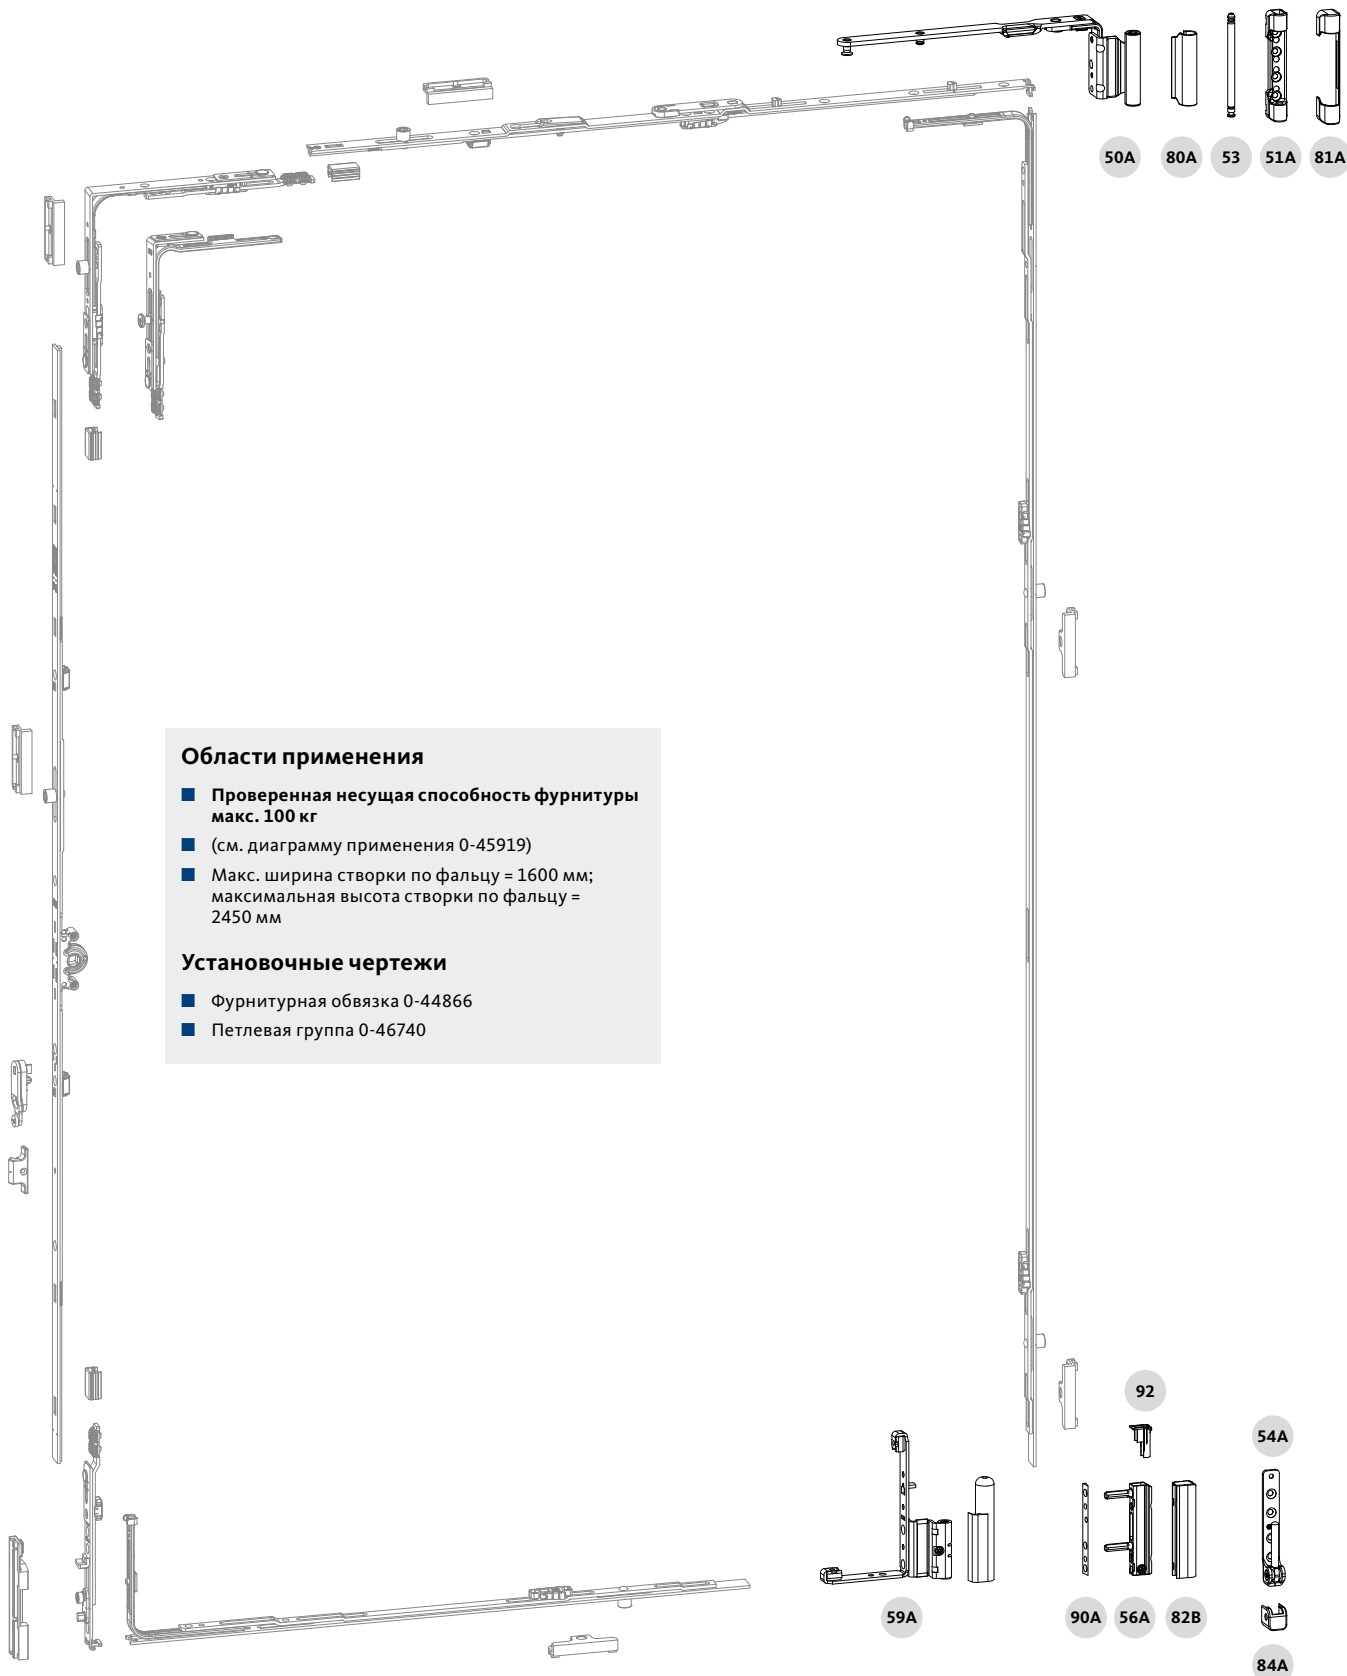 50A 80A 53 51A 81A
Области применения
■ Проверенная несущая способность фурнитуры
макс. 100 кг
■ (см. диаграмму применения 0-45919)
■ Макс. ширина створки по фальцу = 1600 мм;
максимальная высота створки по фальцу =
2450 мм
Установочные чертежи
■ Фурнитурная обвязка 0-44866
■ Петлевая группа 0-46740
92
54A
59A 90A 56A 82B
84A